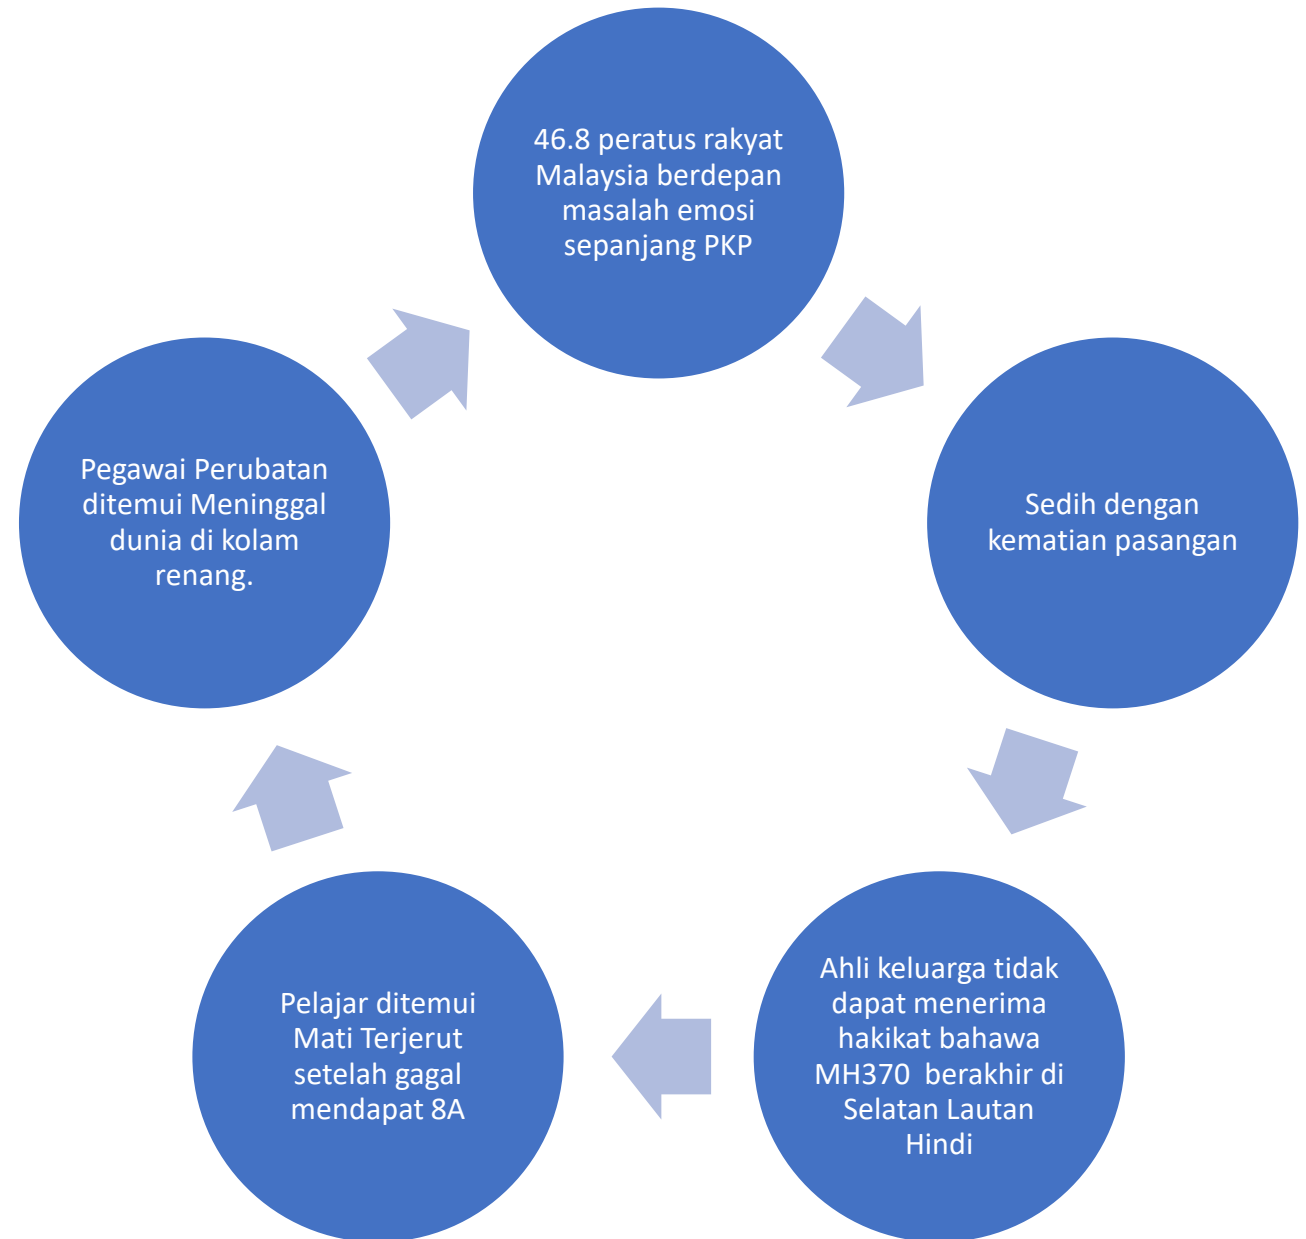 46.8 peratus rakyat
Malaysia berdepan
masalah emosi
sepanjang PKP
Sedih dengan
kematian pasangan
Ahli keluarga tidak
dapat menerima
hakikat bahawa
MH370 berakhir di
Selatan Lautan
Hindi
Pelajar ditemui
Mati Terjerut
setelah gagal
mendapat 8A
Pegawai Perubatan
ditemui Meninggal
dunia di kolam
renang.